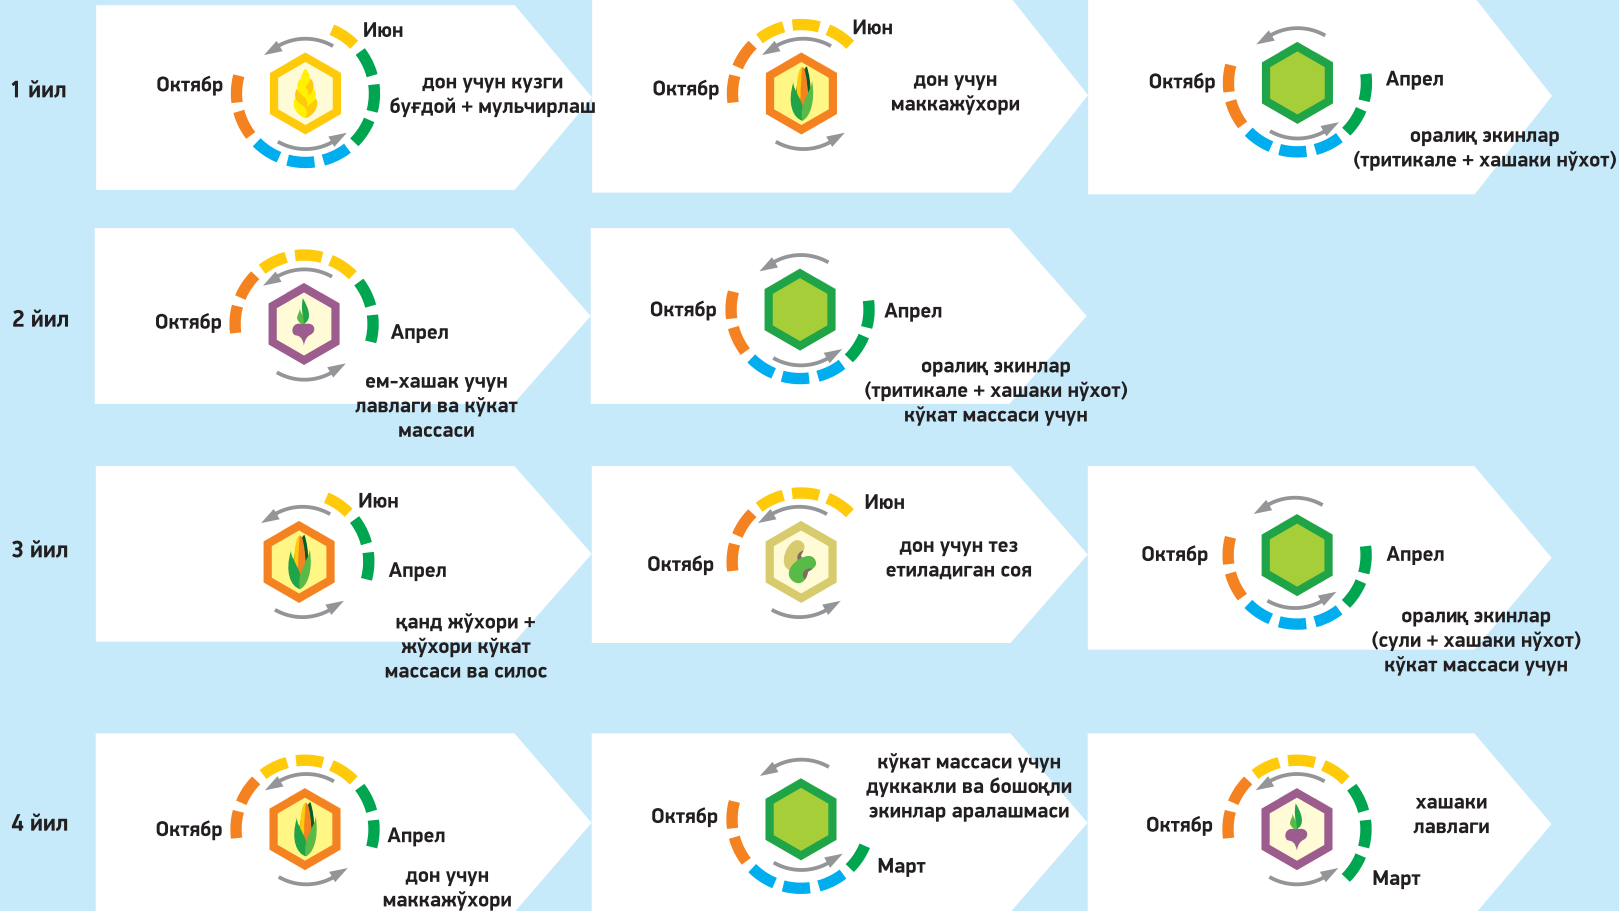 1 йил
Октябр
Июн
дон учун кузги
буғдой + мульчирлаш
Октябр
Июн
дон учун
маккажўхори
Октябр
Апрел
оралиқ экинлар
(тритикале + хашаки нўхот)
2 йил
Октябр
Апрел
ем-хашак учун
лавлаги ва кўкат
массаси
Октябр
Апрел
оралиқ экинлар
(тритикале + хашаки нўхот)
кўкат массаси учун
3 йил
Июн
Апрел
қанд жўхори +
жўхори кўкат
массаси ва силос
Октябр
Июн
дон учун тез
етиладиган соя
Октябр
Апрел
оралиқ экинлар
(сули + хашаки нўхот)
кўкат массаси учун
4 йил
Октябр
Апрел
дон учун
маккажўхори
Октябр
кўкат массаси учун
дуккакли ва бошоқли
экинлар аралашмаси
Март
Октябр
хашаки
лавлаги
Март